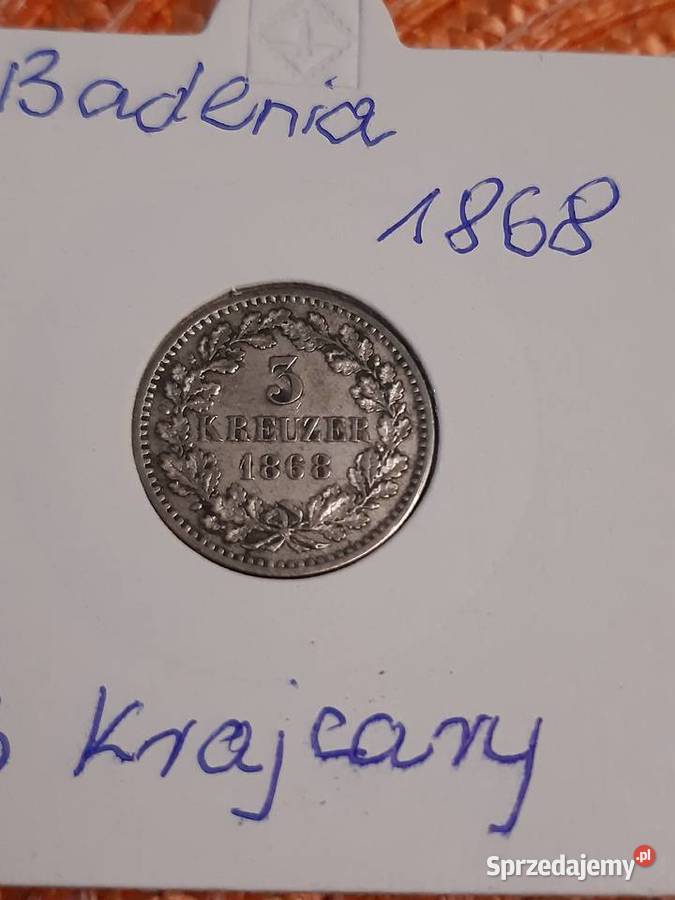 Badenia
1868
3
KREUZER
1868
Krajcary
Sprzedajemy.pl